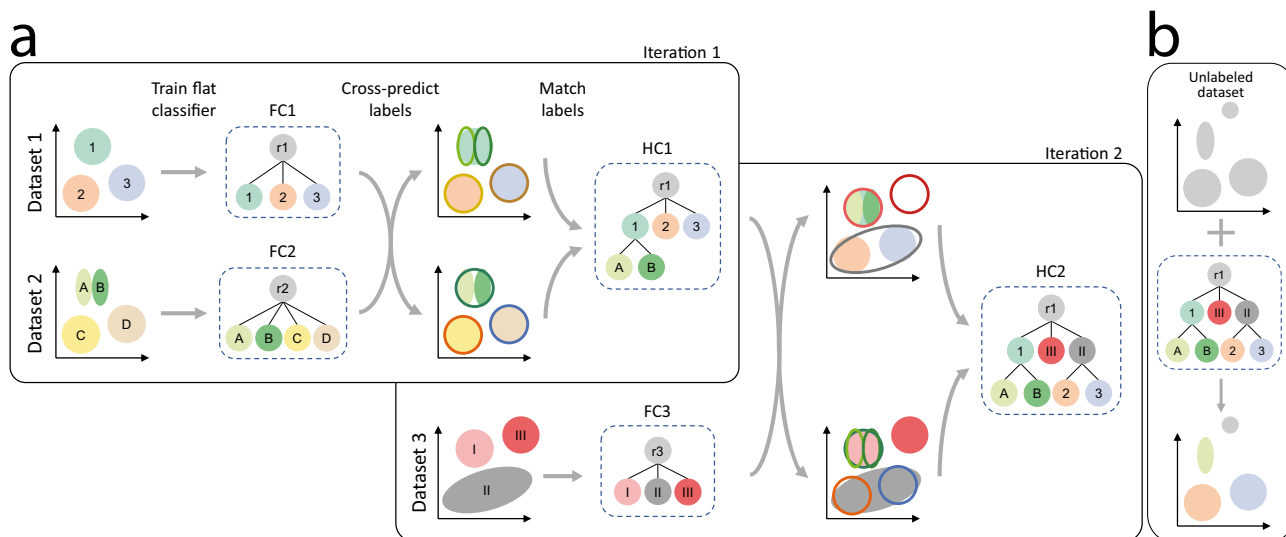 a
Iteration 1
Train flat
classifier
Cross-predict
labels
Match
labels
Dataset 1
1
2
3
FC1
r1
1 2 3
HC1
r1
1 2 3
A B
Dataset 2
A B
C
D
FC2
r2
A B C D
Iteration 2
Dataset 3
I
III
II
FC3
r3
I II III
HC2
r1
1 III II
A B 2 3
b
Unlabeled
dataset
r1
1 III II
A B 2 3